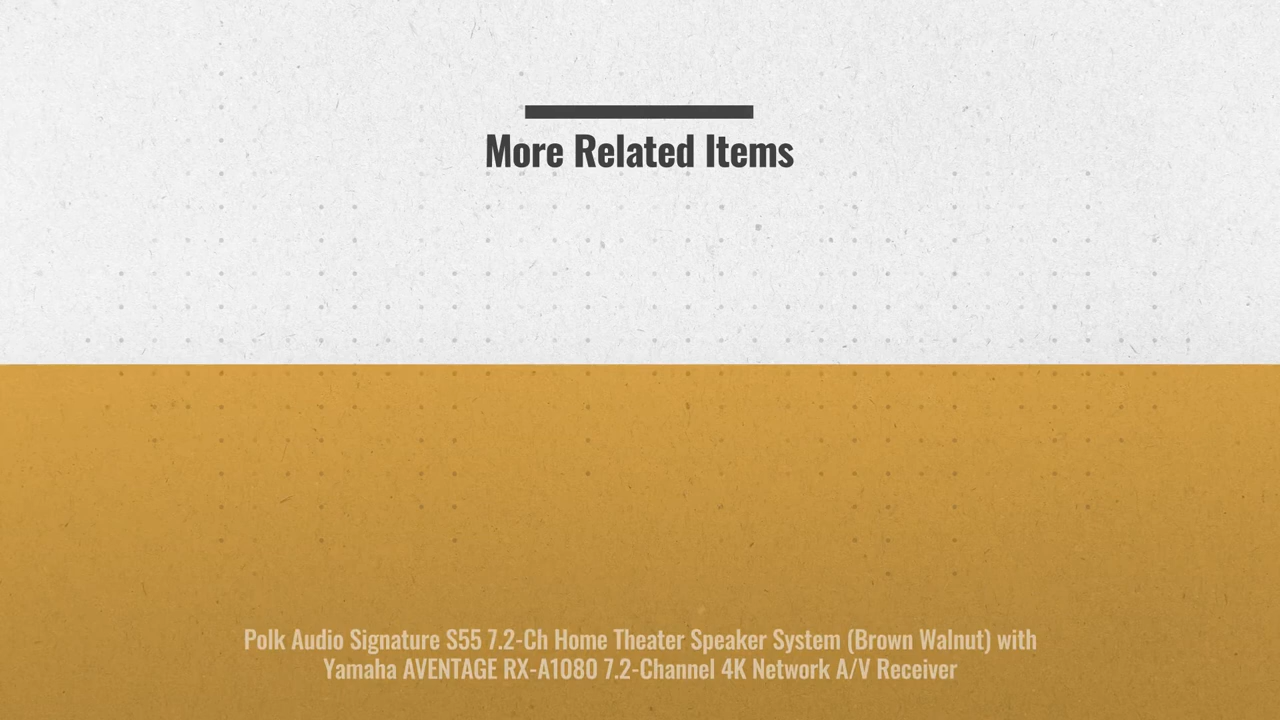 More Related Items
Polk Audio Signature S55 7.2-Ch Home Theater Speaker System (Brown Walnut) with
Yamaha AVENTAGE RX-A1080 7.2-Channel 4K Network A/V Receiver